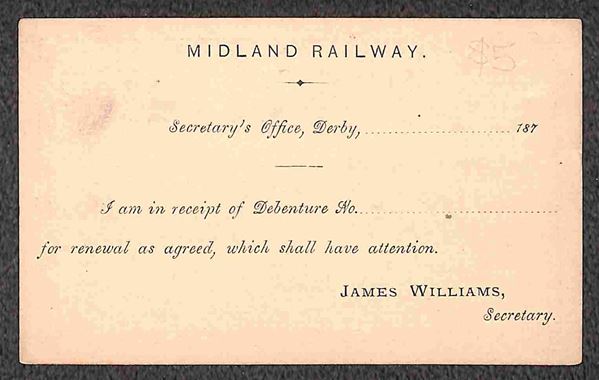 MIDLAND RAILWAY.
$5
Secretary's Office, Derby, 187
I am in receipt of Debenture No.
for renewal as agreed, which shall have attention.
JAMES WILLIAMS,
Secretary.